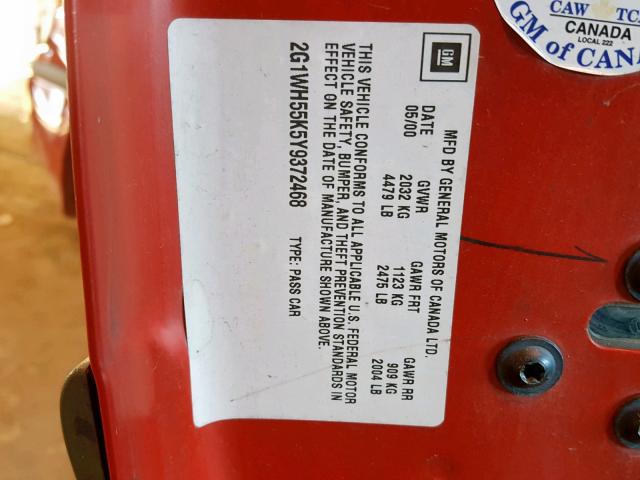 GM
MFD BY GENERAL MOTORS OF CANADA LTD.
DATE GVWR GAWR FRT GAWR RR
05/00 2032 KG 1123 KG 909 KG
4479 LB 2475 LB 2004 LB
THIS VEHICLE CONFORMS TO ALL APPLICABLE U.S. FEDERAL MOTOR
VEHICLE SAFETY, BUMPER, AND THEFT PREVENTION STANDARDS IN
EFFECT ON THE DATE OF MANUFACTURE SHOWN ABOVE.
2G1WH55K5Y9372468 TYPE: PASS CAR
CAW TC
CANADA
LOCAL 222
GM of CAN